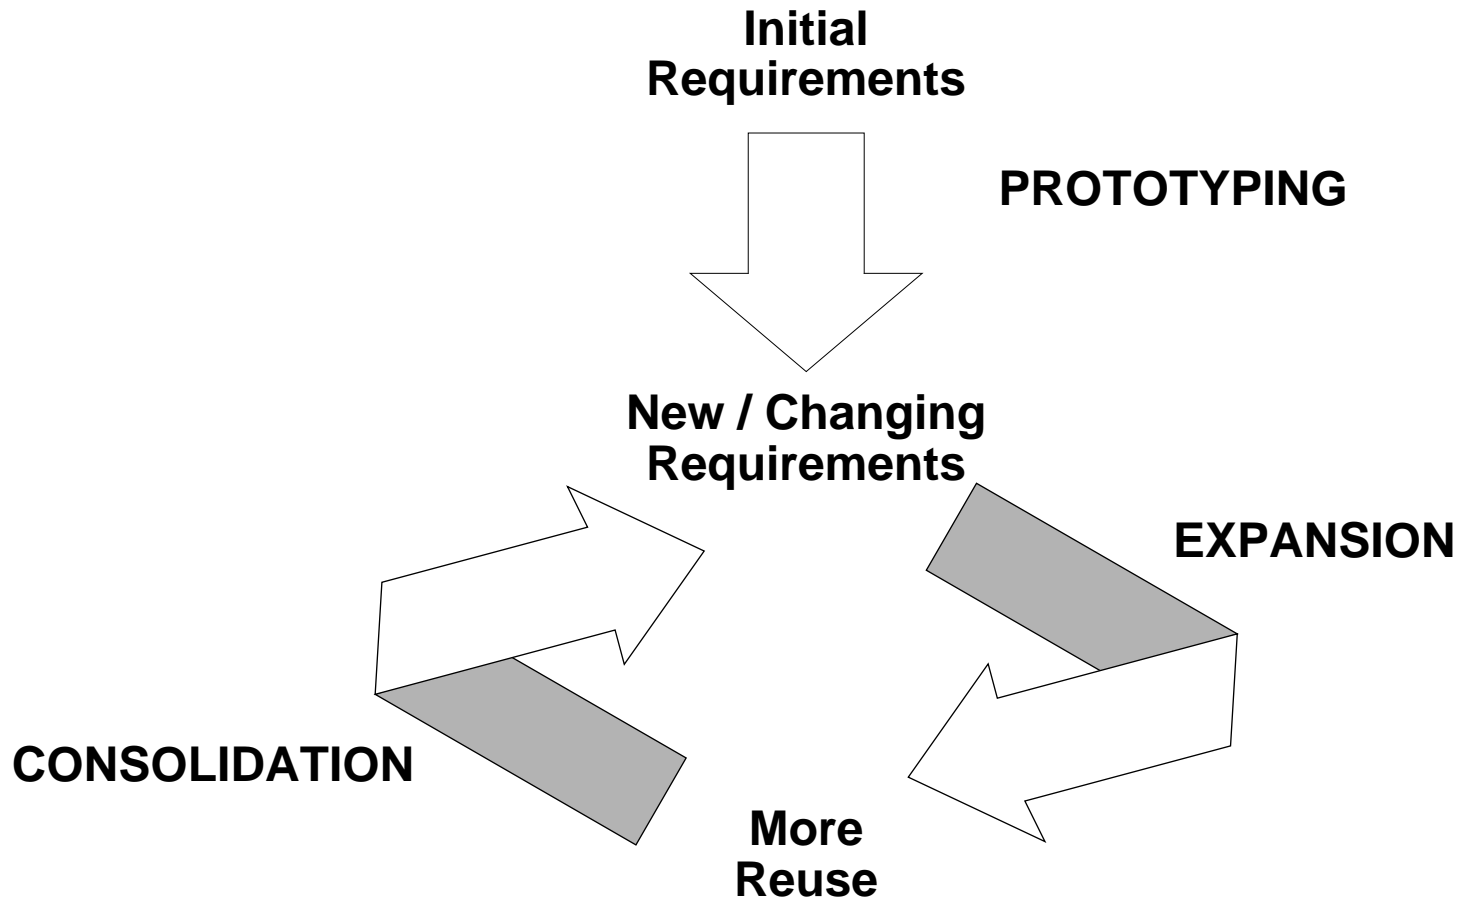 Initial
Requirements
PROTOTYPING
New / Changing
Requirements
EXPANSION
CONSOLIDATION
More
Reuse